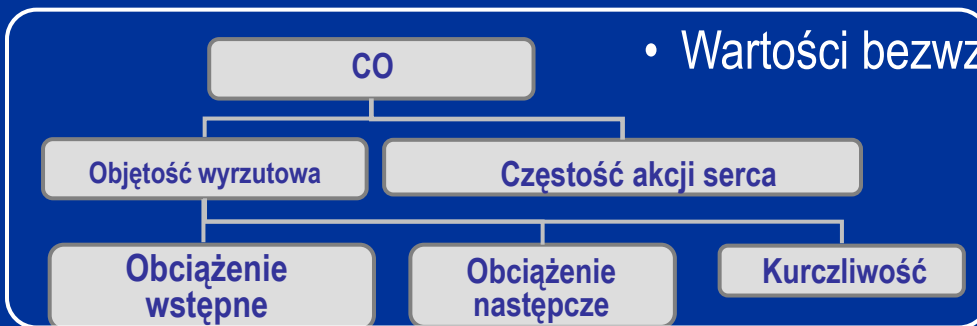 CO
• Wartości bezwz
Objętość wyrzutowa
Częstość akcji serca
Obciążenie
wstępne
Obciążenie
następcze
Kurczliwość